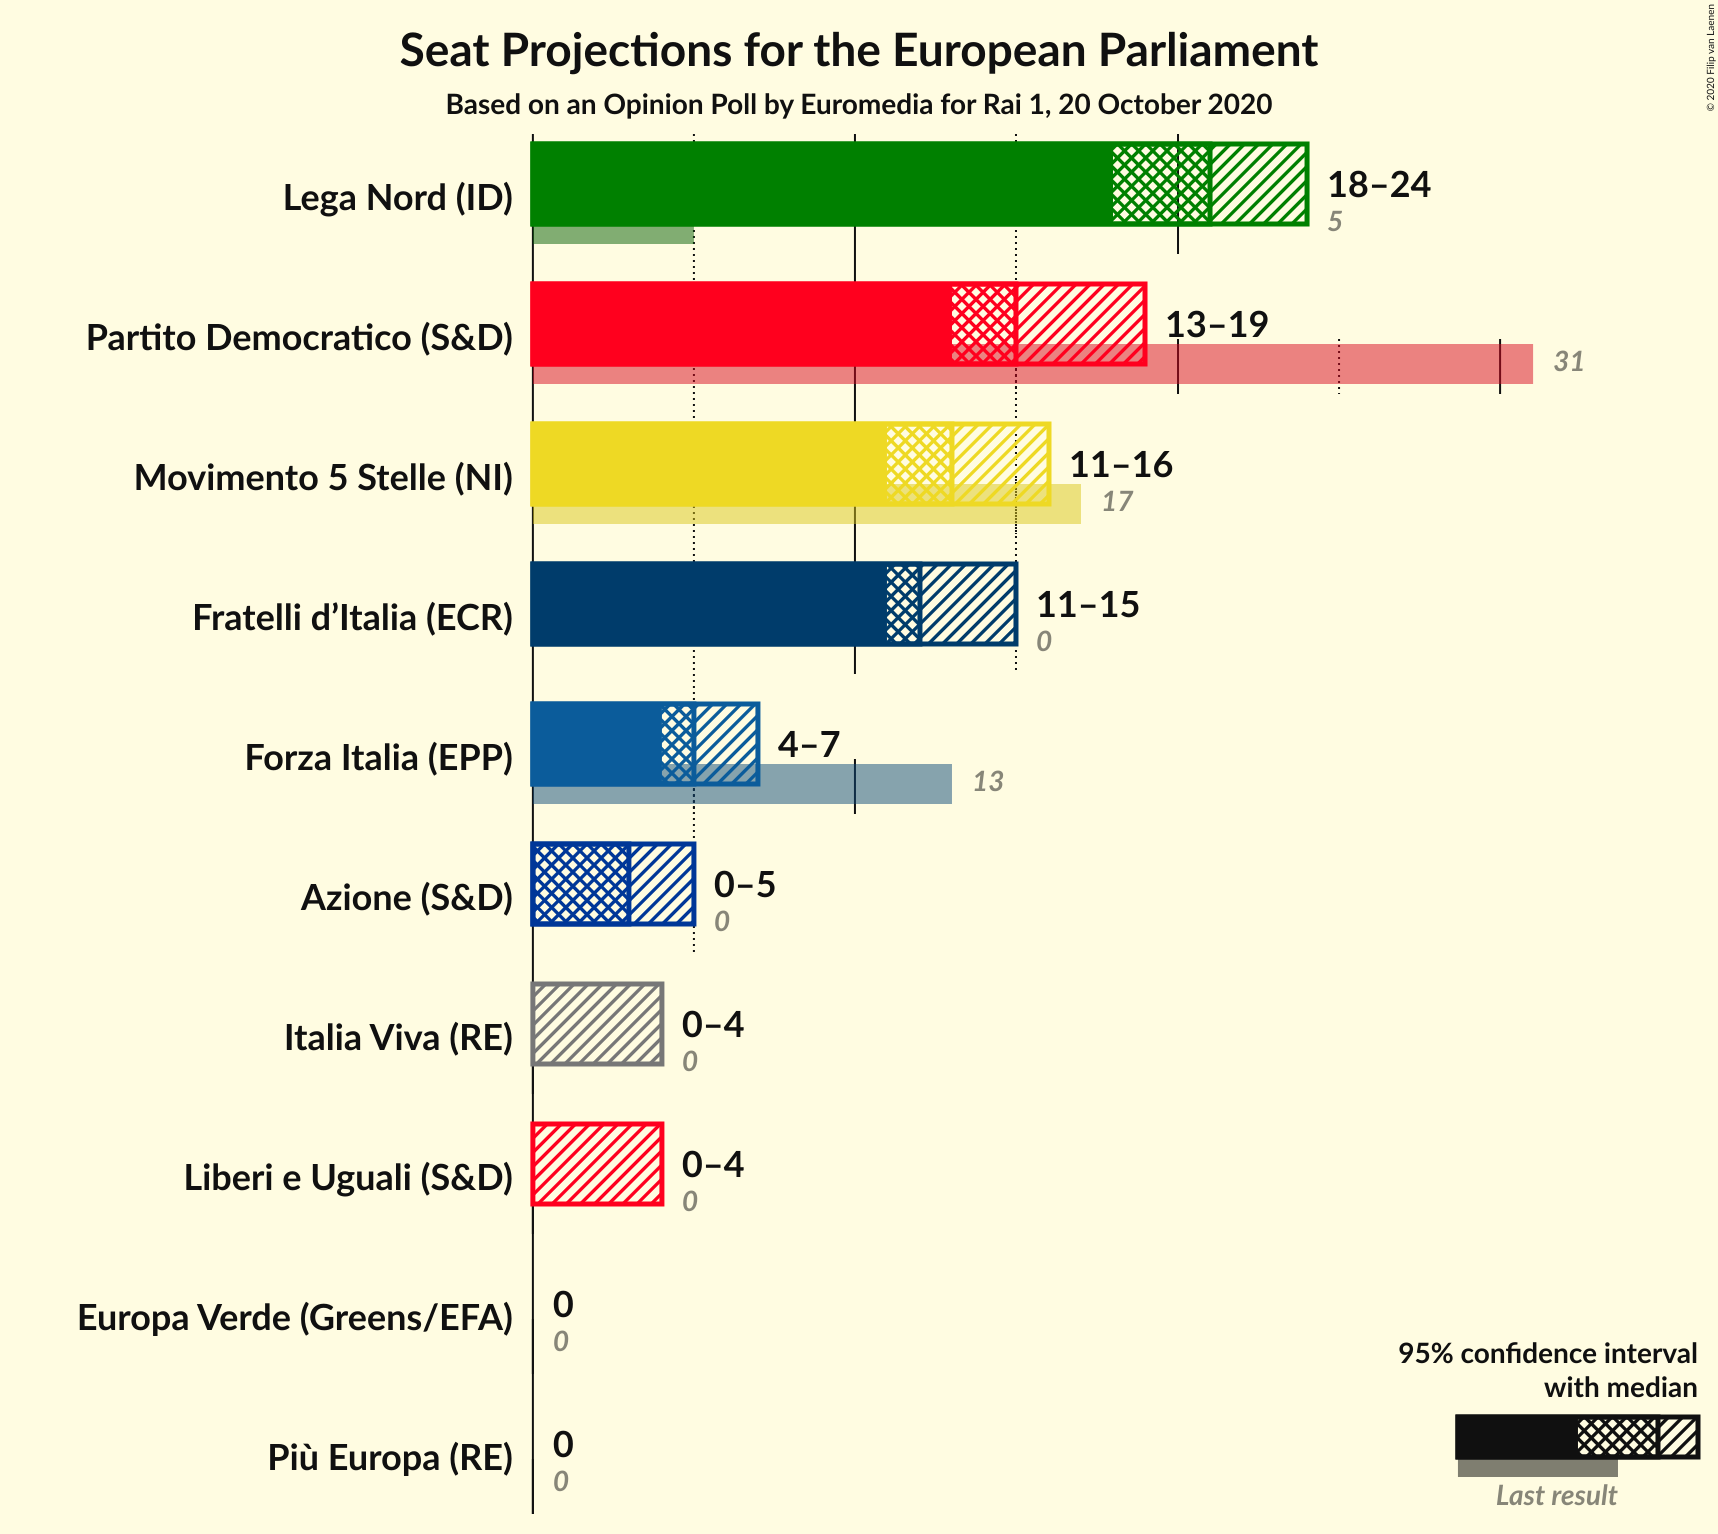 Seat Projections for the European Parliament
Based on an Opinion Poll by Euromedia for Rai 1, 20 October 2020
© 2020 Filip van Laenen
Lega Nord (ID)
18–24
5
Partito Democratico (S&D)
13–19
31
Movimento 5 Stelle (NI)
11–16
17
Fratelli d’Italia (ECR)
11–15
0
Forza Italia (EPP)
4–7
13
Azione (S&D)
0–5
0
Italia Viva (RE)
0–4
0
Liberi e Uguali (S&D)
0–4
0
Europa Verde (Greens/EFA)
0
0
Più Europa (RE)
0
0
95% confidence interval
with median
Last result